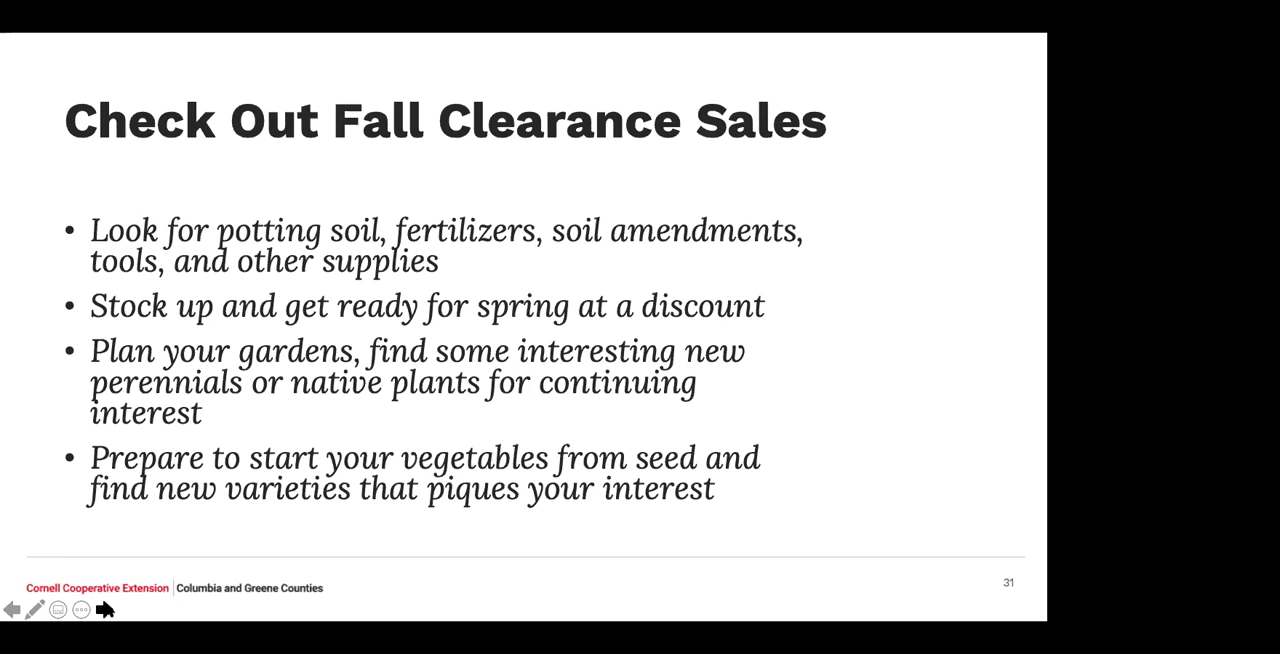 Check Out Fall Clearance Sales
• Look for potting soil, fertilizers, soil amendments,
tools, and other supplies
• Stock up and get ready for spring at a discount
• Plan your gardens, find some interesting new
perennials or native plants for continuing
interest
• Prepare to start your vegetables from seed and
find new varieties that piques your interest
Cornell Cooperative Extension | Columbia and Greene Counties
31